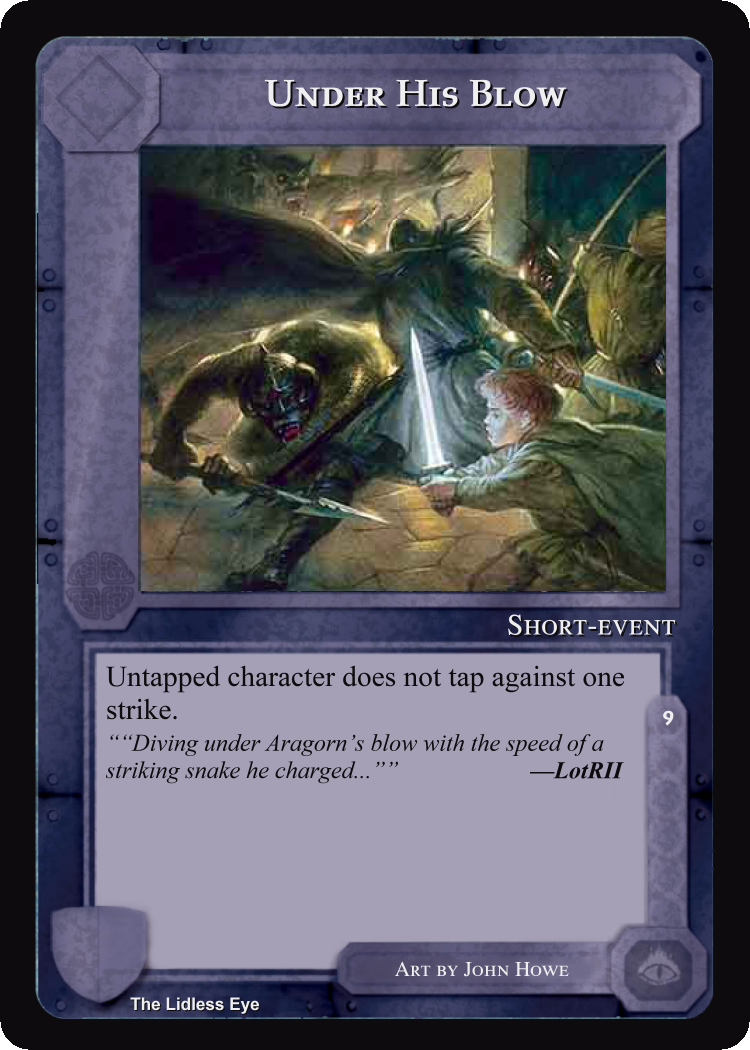 Under His Blow
Short-event
Untapped character does not tap against one
strike.
““Diving under Aragorn’s blow with the speed of a
striking snake he charged...”” —LotRII
9
Art by John Howe
The Lidless Eye